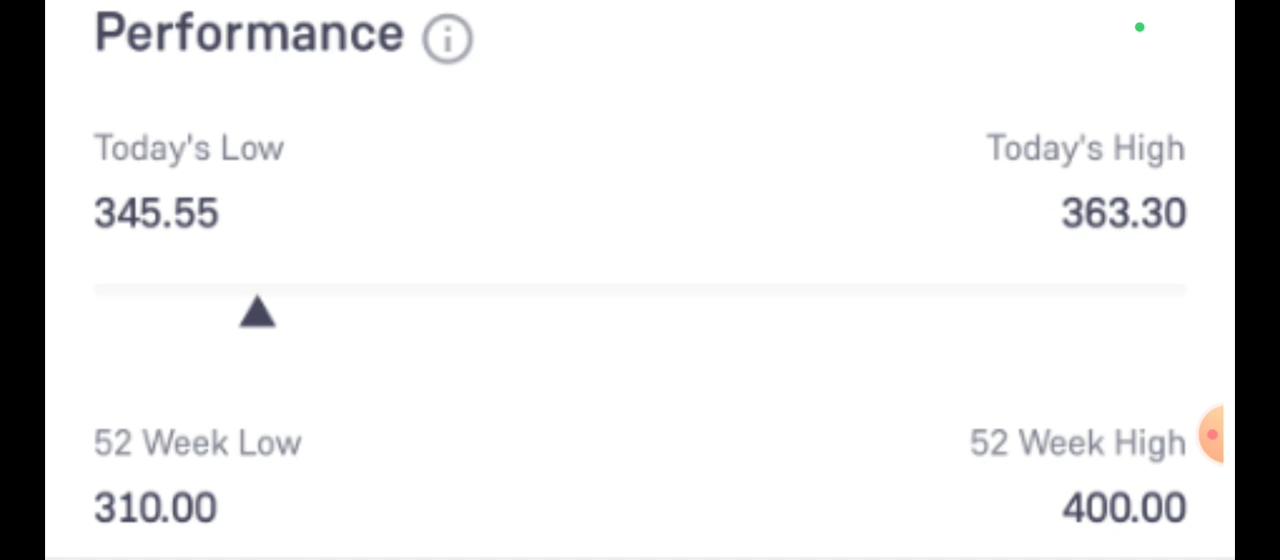 Performance
Today's Low Today's High
345.55 363.30
52 Week Low 52 Week High
310.00 400.00